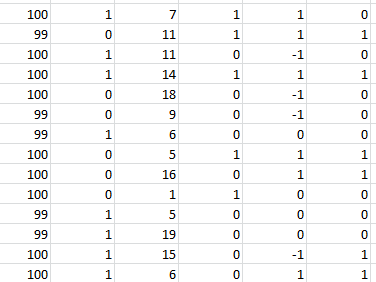 100 1 7 1 1 0
99 0 11 1 1 1
100 1 11 0 -1 0
100 1 14 1 1 1
100 0 18 0 -1 0
99 0 9 0 -1 0
99 1 6 0 0 0
100 0 5 1 1 1
100 0 16 0 1 1
100 0 1 1 0 0
99 1 5 0 0 0
99 1 19 0 0 0
100 1 15 0 -1 1
100 1 6 0 1 1